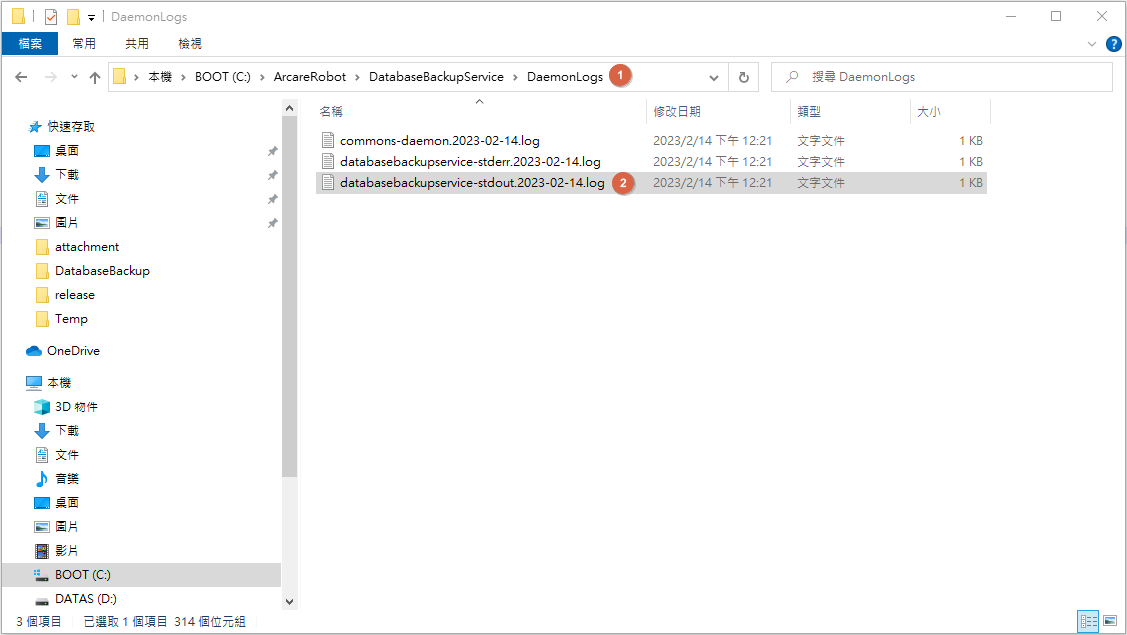 DaemonLogs
檔案 常用 共用 檢視
本機 BOOT (C:) ArcareRobot DatabaseBackupService DaemonLogs 1 搜尋 DaemonLogs
名稱 修改日期 類型 大小
commons-daemon.2023-02-14.log 2023/2/14 下午 12:21 文字文件 1 KB
databasebackupservice-stderr.2023-02-14.log 2023/2/14 下午 12:21 文字文件 1 KB
databasebackupservice-stdout.2023-02-14.log 2 2023/2/14 下午 12:21 文字文件 1 KB
快速存取
桌面
下載
文件
圖片
attachment
DatabaseBackup
release
Temp
OneDrive
本機
3D 物件
下載
文件
音樂
桌面
圖片
影片
BOOT (C:)
DATAS (D:)
3 個項目 已選取 1 個項目 314 個位元組